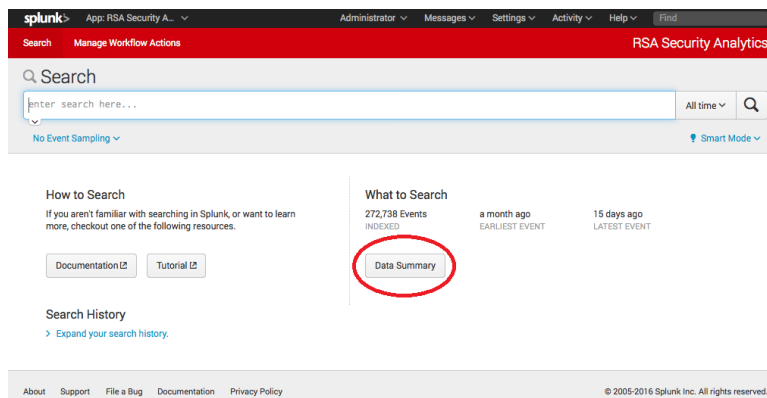 splunk> App: RSA Security A... Administrator Messages Settings Activity Help Find
Search Manage Workflow Actions RSA Security Analytics
Search
enter search here... All time
No Event Sampling Smart Mode
How to Search
If you aren't familiar with searching in Splunk, or want to learn
more, checkout one of the following resources.
Documentation Tutorial
What to Search
272,738 Events a month ago 15 days ago
INDEXED EARLIEST EVENT LATEST EVENT
Data Summary
Search History
> Expand your search history.
About Support File a Bug Documentation Privacy Policy © 2005-2016 Splunk Inc. All rights reserved.